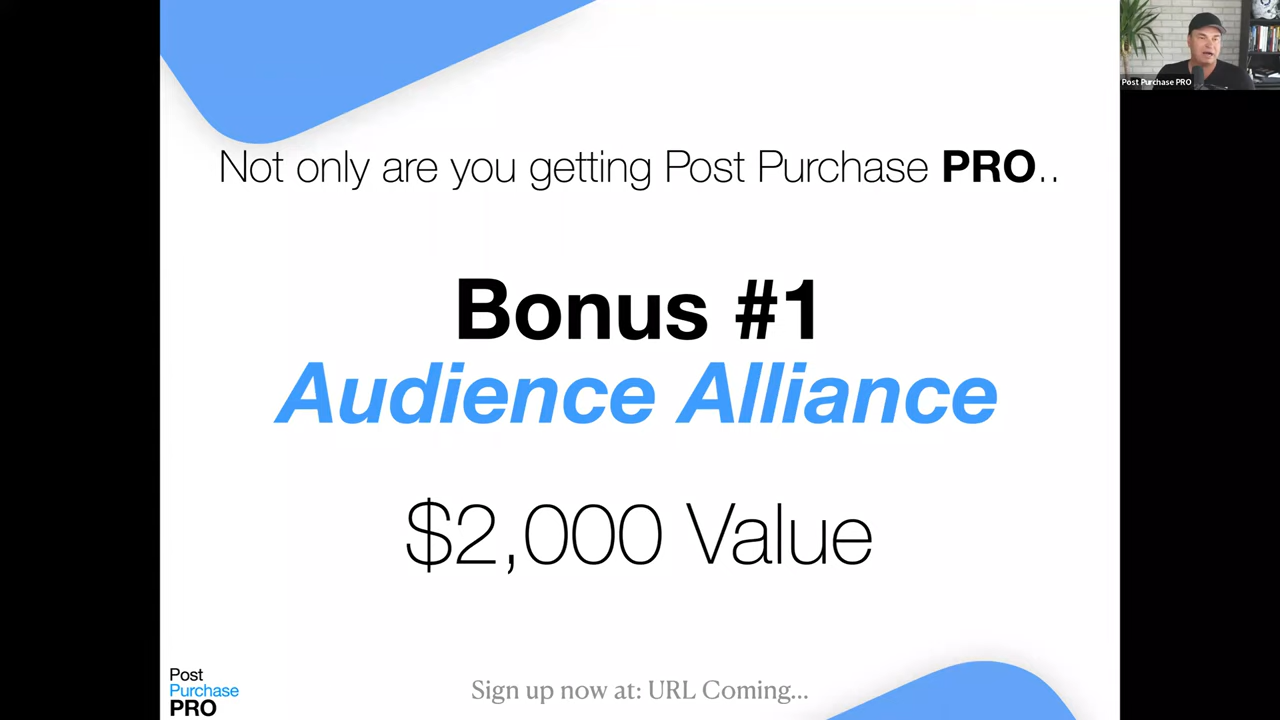 Post Purchase PRO
Not only are you getting Post Purchase PRO..
Bonus #1
Audience Alliance
$2,000 Value
Post
Purchase
PRO
Sign up now at: URL Coming...